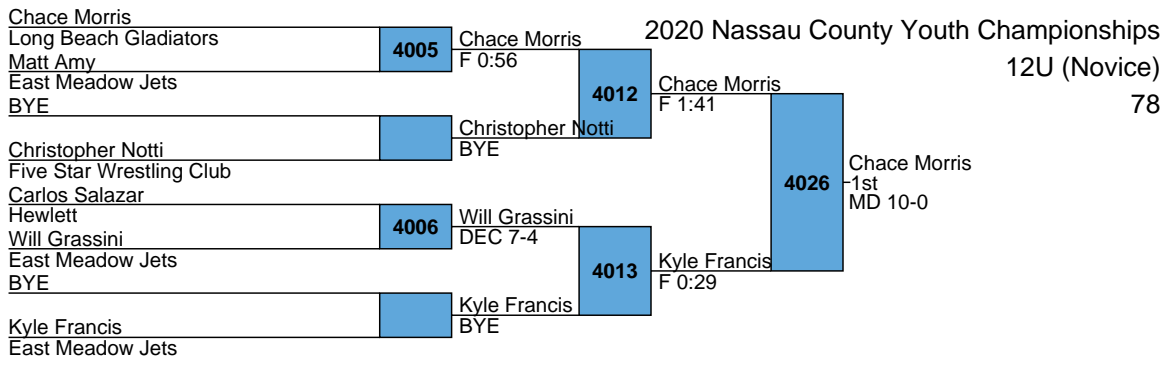 2020 Nassau County Youth Championships
12U (Novice)
78
Chace Morris
Long Beach Gladiators
Matt Amy
East Meadow Jets
BYE
Christopher Notti
Five Star Wrestling Club
Carlos Salazar
Hewlett
Will Grassini
East Meadow Jets
BYE
Kyle Francis
East Meadow Jets
4005
4006
Chace Morris
F 0:56
Christopher Notti
BYE
Will Grassini
DEC 7-4
Kyle Francis
BYE
4012
4013
Chace Morris
F 1:41
Kyle Francis
F 0:29
4026
Chace Morris
1st
MD 10-0